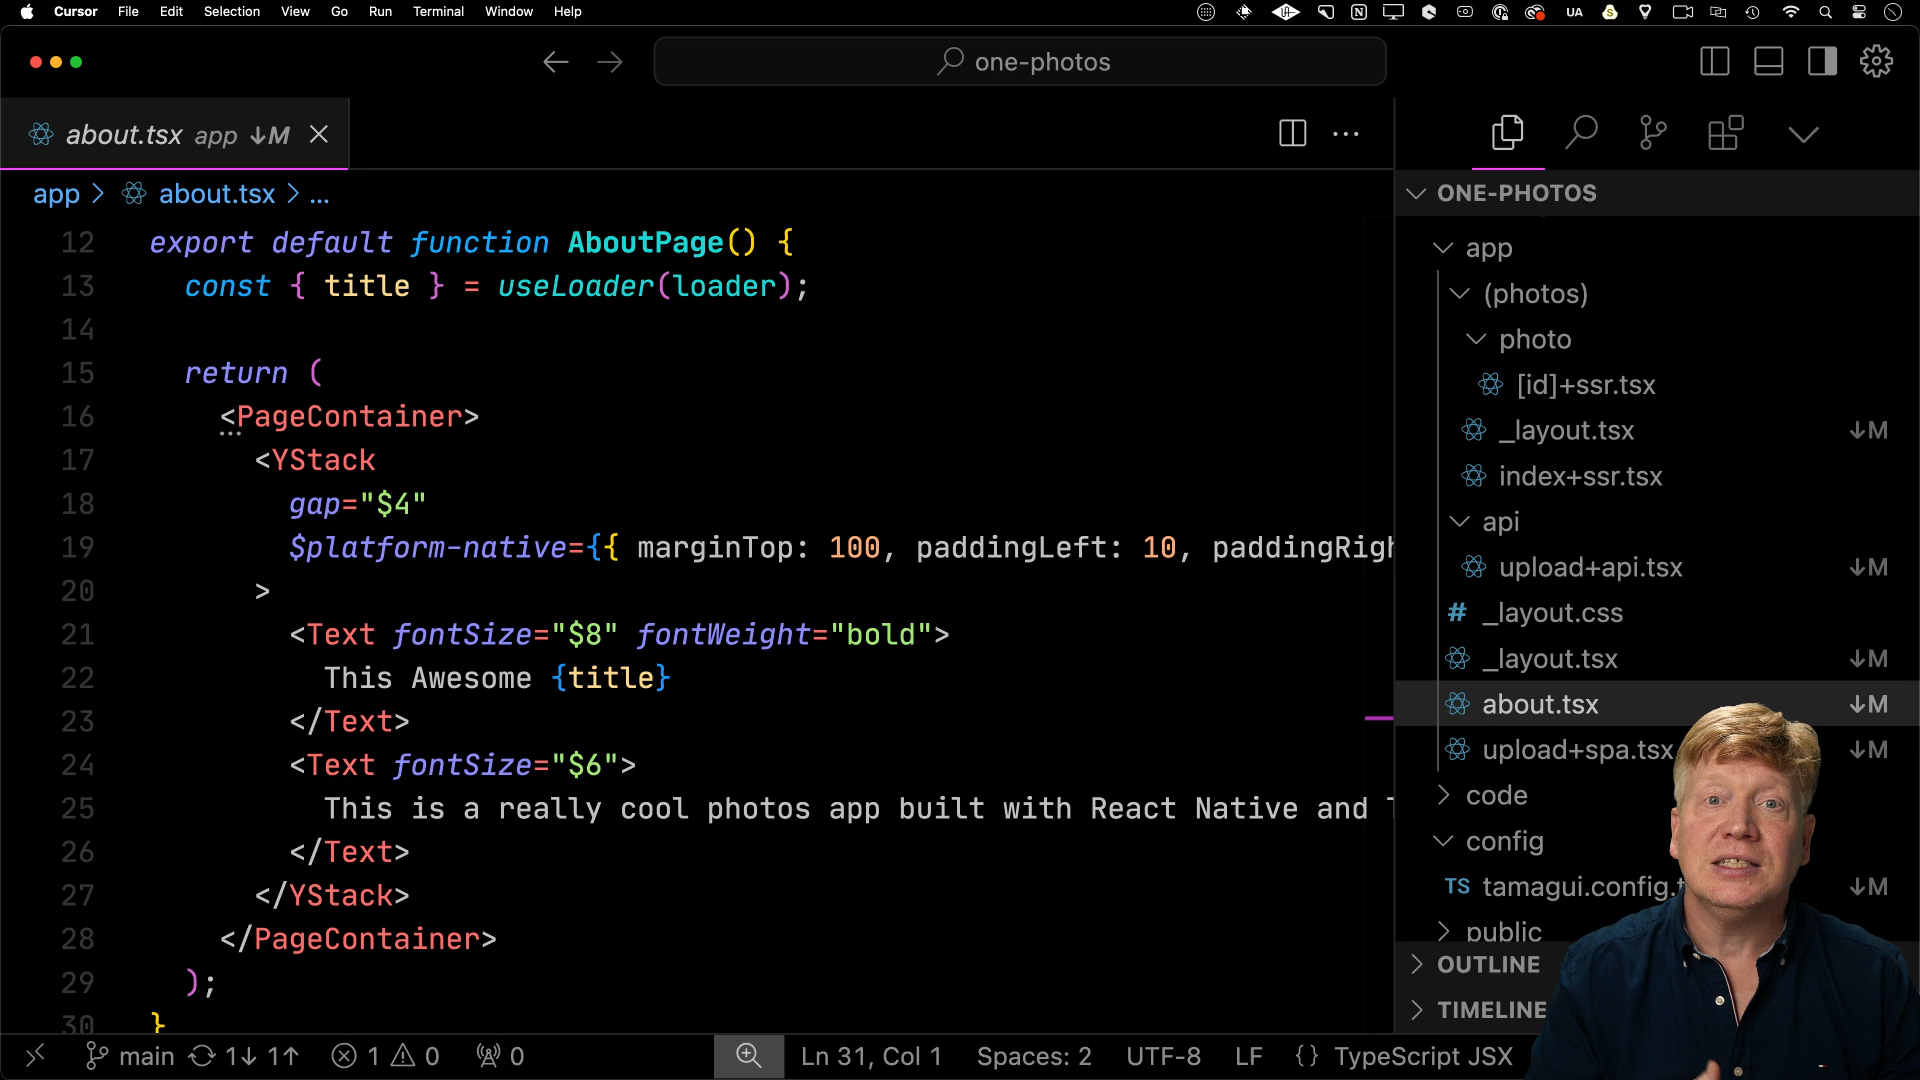 Cursor File Edit Selection View Go Run Terminal Window Help
UA
one-photos
about.tsx app ↓M
app > about.tsx > ...
12 export default function AboutPage() {
13 const { title } = useLoader(loader);
14
15 return (
16 <PageContainer>
17 <YStack
18 gap="$4"
19 $platform-native={{ marginTop: 100, paddingLeft: 10, paddingRigh
20 >
21 <Text fontSize="$8" fontWeight="bold">
22 This Awesome {title}
23 </Text>
24 <Text fontSize="$6">
25 This is a really cool photos app built with React Native and
26 </Text>
27 </YStack>
28 </PageContainer>
29 );
30 }
ONE-PHOTOS
app
(photos)
photo
[id]+ssr.tsx
_layout.tsx ↓M
index+ssr.tsx
api
upload+api.tsx ↓M
# _layout.css
_layout.tsx ↓M
about.tsx ↓M
upload+spa.tsx ↓M
code
config
TS tamagui.config.t ↓M
public
OUTLINE
TIMELINE
main 1↓ 1↑ 1 0 0 Ln 31, Col 1 Spaces: 2 UTF-8 LF {} TypeScript JSX